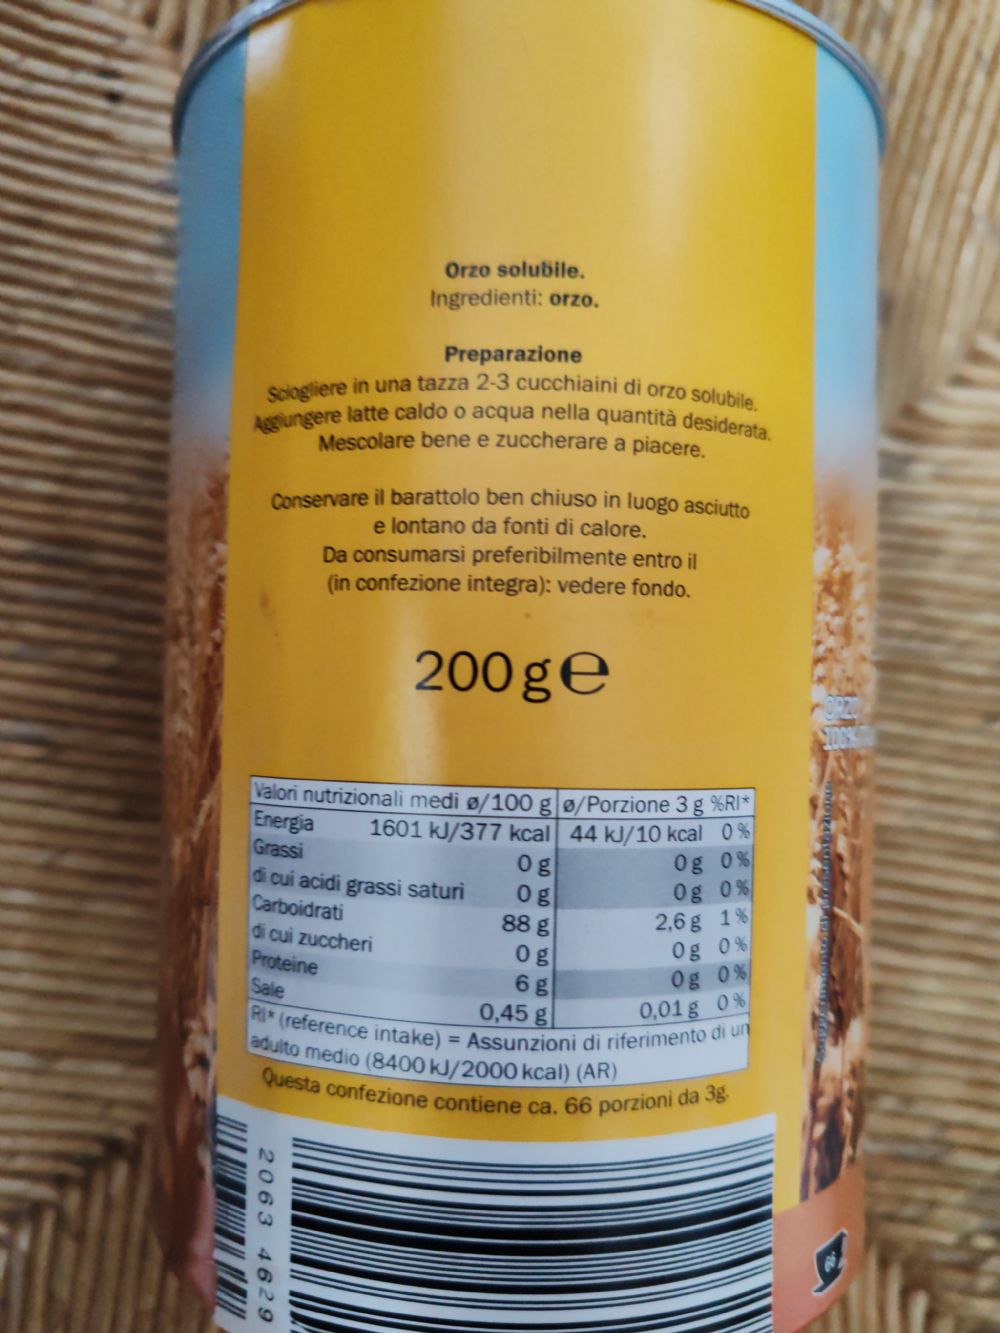 Orzo solubile.
Ingredienti: orzo.
Preparazione
Sciogliere in una tazza 2-3 cucchiaini di orzo solubile.
Aggiungere latte caldo o acqua nella quantità desiderata.
Mescolare bene e zuccherare a piacere.
Conservare il barattolo ben chiuso in luogo asciutto
e lontano da fonti di calore.
Da consumarsi preferibilmente entro il
(in confezione integra): vedere fondo.
200 g e
Valori nutrizionali medi ø/100 g ø/Porzione 3 g %RI*
Energia 1601 kJ/377 kcal 44 kJ/10 kcal 0 %
Grassi 0 g 0 g 0 %
di cui acidi grassi saturi 0 g 0 g 0 %
Carboidrati 88 g 2,6 g 1 %
di cui zuccheri 0 g 0 g 0 %
Proteine 6 g 0 g 0 %
Sale 0,45 g 0,01 g 0 %
RI* (reference intake) = Assunzioni di riferimento di un
adulto medio (8400 kJ/2000 kcal) (AR)
Questa confezione contiene ca. 66 porzioni da 3g.
2063 4629
ORZO
100%
66